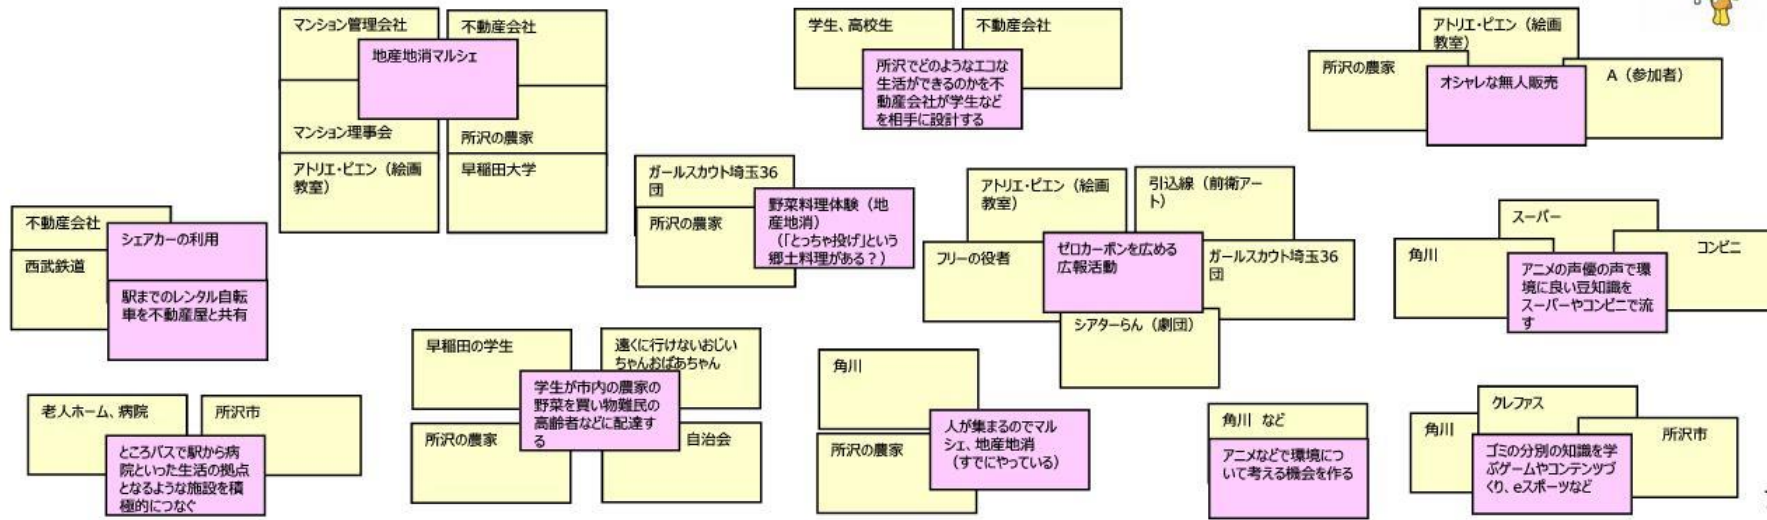 マンション管理会社
不動産会社
地産地消マルシェ
マンション理事会
所沢の農家
アトリエ・ピエン（絵画
教室）
早稲田大学
学生、高校生
不動産会社
所沢でどのようなエコな
生活ができるのかを不
動産会社が学生など
を相手に設計する
アトリエ・ピエン（絵画
教室）
所沢の農家
A（参加者）
オシャレな無人販売
不動産会社
西武鉄道
シェアカーの利用
駅までのレンタル自転
車を不動産屋と共有
ガールスカウト埼玉36
団
所沢の農家
野菜料理体験（地
産地消）
（「とっちゃ投げ」という
郷土料理がある？）
アトリエ・ピエン（絵画
教室）
引込線（前衛アー
ト）
フリーの役者
ゼロカーボンを広める
広報活動
ガールスカウト埼玉36
団
シアターらん（劇団）
スーパー
角川
コンビニ
アニメの声優の声で環
境に良い豆知識を
スーパーやコンビニで流
す
老人ホーム、病院
所沢市
ところバスで駅から病
院といった生活の拠点
となるような施設を積
極的につなぐ
早稲田の学生
遠くに行けないおじい
ちゃんおばあちゃん
学生が市内の農家の
野菜を買い物難民の
高齢者などに配達す
る
所沢の農家
自治会
角川
所沢の農家
人が集まるのでマル
シェ、地産地消
（すでにやっている）
角川 など
アニメなどで環境につ
いて考える機会を作る
クレファス
角川
所沢市
ゴミの分別の知識を学
ぶゲームやコンテンツづ
くり、eスポーツなど